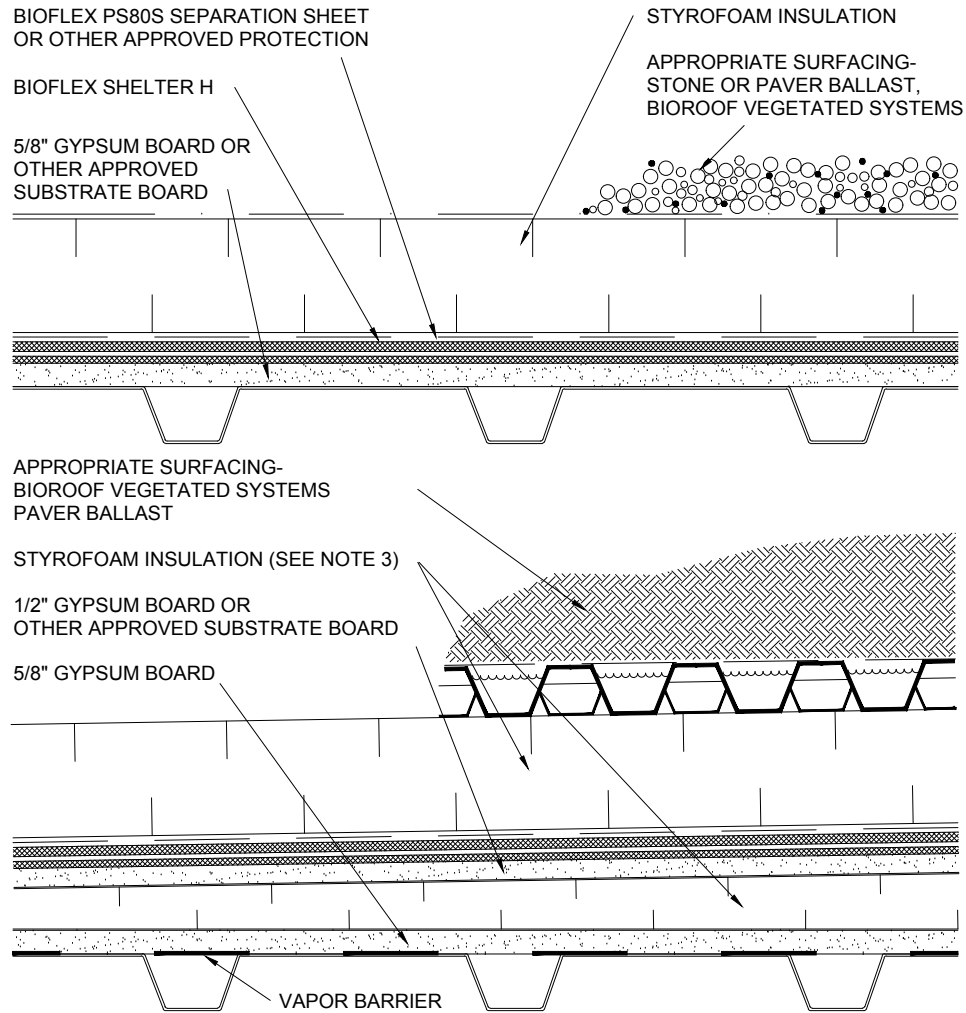 BIOFLEX PS80S SEPARATION SHEET
OR OTHER APPROVED PROTECTION
BIOFLEX SHELTER H
5/8" GYPSUM BOARD OR
OTHER APPROVED
SUBSTRATE BOARD
STYROFOAM INSULATION
APPROPRIATE SURFACING-
STONE OR PAVER BALLAST,
BIOROOF VEGETATED SYSTEMS
APPROPRIATE SURFACING-
BIOROOF VEGETATED SYSTEMS
PAVER BALLAST
STYROFOAM INSULATION (SEE NOTE 3)
1/2" GYPSUM BOARD OR
OTHER APPROVED SUBSTRATE BOARD
5/8" GYPSUM BOARD
VAPOR BARRIER